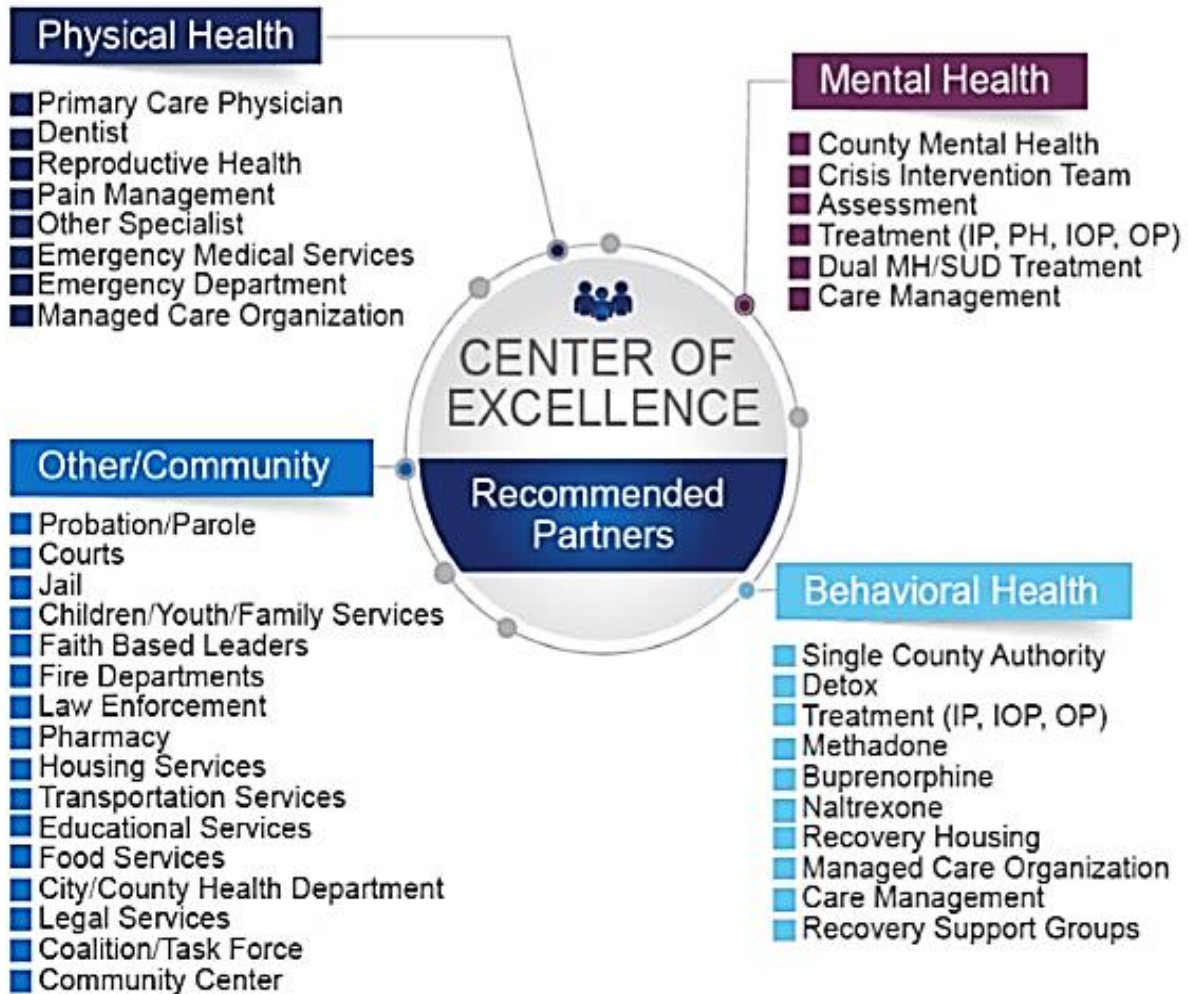 Physical Health
Primary Care Physician
Dentist
Reproductive Health
Pain Management
Other Specialist
Emergency Medical Services
Emergency Department
Managed Care Organization
Mental Health
County Mental Health
Crisis Intervention Team
Assessment
Treatment (IP, PH, IOP, OP)
Dual MH/SUD Treatment
Care Management
CENTER OF
EXCELLENCE
Recommended
Partners
Other/Community
Probation/Parole
Courts
Jail
Children/Youth/Family Services
Faith Based Leaders
Fire Departments
Law Enforcement
Pharmacy
Housing Services
Transportation Services
Educational Services
Food Services
City/County Health Department
Legal Services
Coalition/Task Force
Community Center
Behavioral Health
Single County Authority
Detox
Treatment (IP, IOP, OP)
Methadone
Buprenorphine
Naltrexone
Recovery Housing
Managed Care Organization
Care Management
Recovery Support Groups